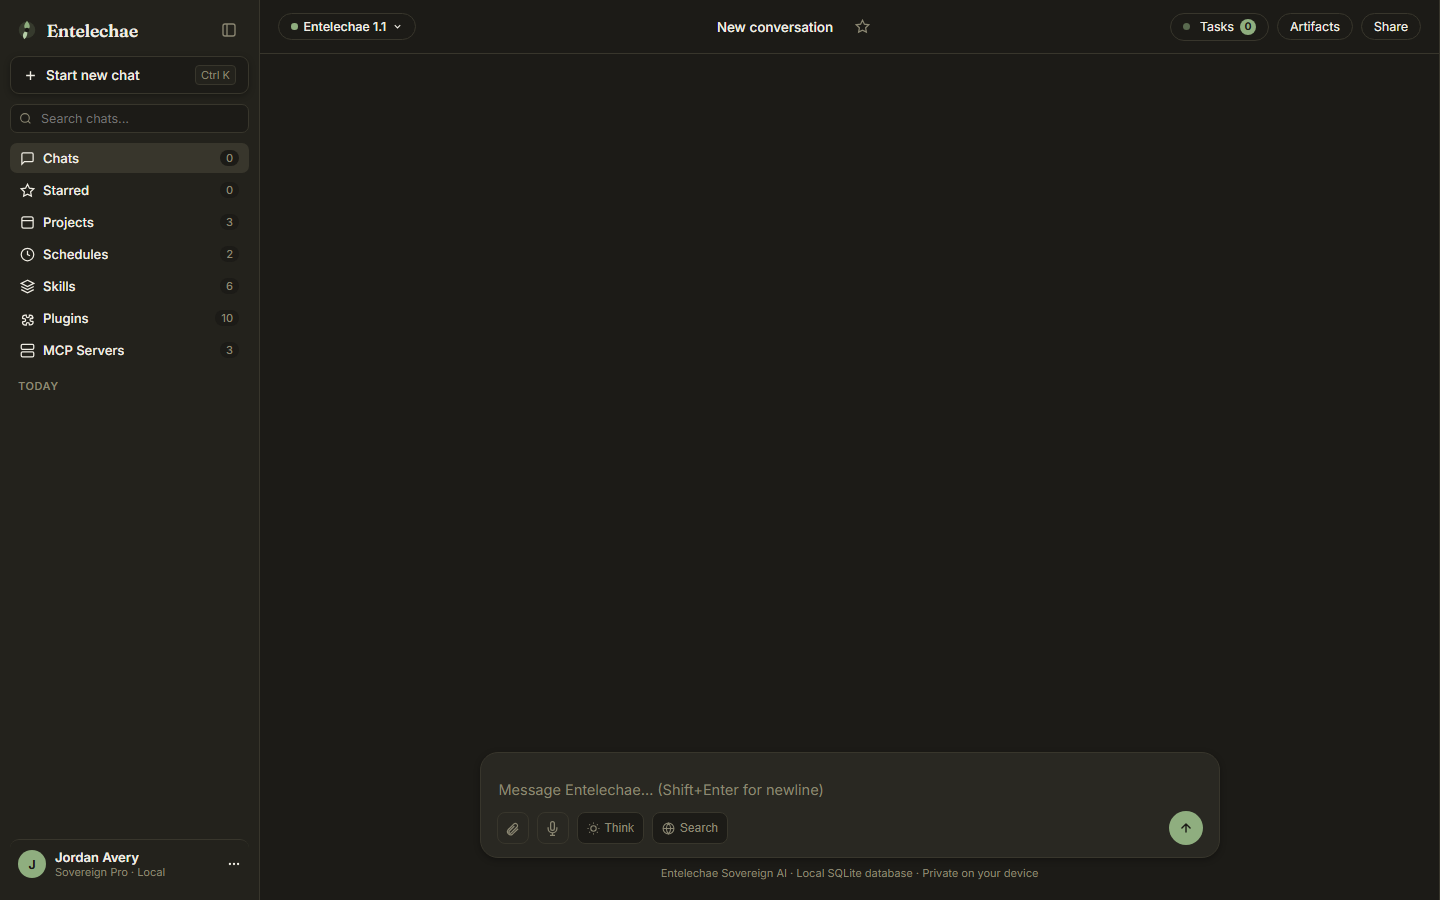 Entelechae
Start new chat
Ctrl K
Search chats...
Chats 0
Starred 0
Projects 3
Schedules 2
Skills 6
Plugins 10
MCP Servers 3
TODAY
J
Jordan Avery
Sovereign Pro · Local
Entelechae 1.1
New conversation
Tasks 0
Artifacts
Share
Message Entelechae... (Shift+Enter for newline)
Think
Search
Entelechae Sovereign AI · Local SQLite database · Private on your device